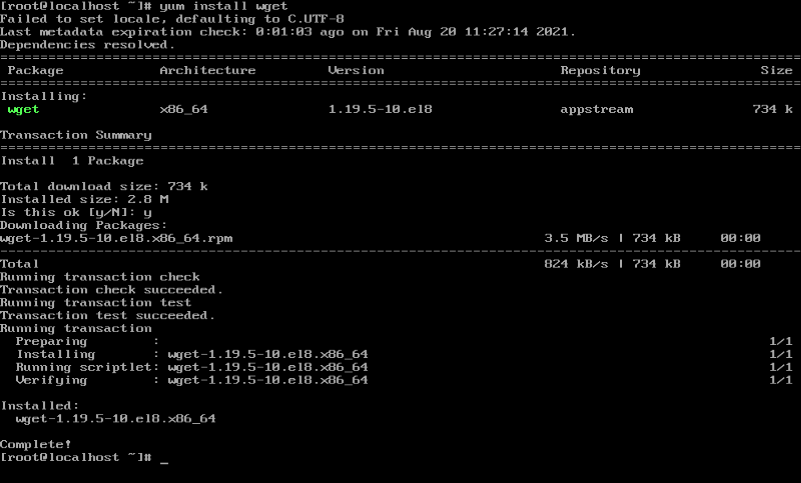 [root@localhost ~]# yum install wget
Failed to set locale, defaulting to C.UTF-8
Last metadata expiration check: 0:01:03 ago on Fri Aug 20 11:27:14 2021.
Dependencies resolved.
================================================================================
Package Architecture Version Repository Size
================================================================================
Installing:
wget x86_64 1.19.5-10.el8 appstream 734 k
Transaction Summary
================================================================================
Install 1 Package
Total download size: 734 k
Installed size: 2.8 M
Is this ok [y/N]: y
Downloading Packages:
wget-1.19.5-10.el8.x86_64.rpm 3.5 MB/s | 734 kB 00:00
--------------------------------------------------------------------------------
Total 824 kB/s | 734 kB 00:00
Running transaction check
Transaction check succeeded.
Running transaction test
Transaction test succeeded.
Running transaction
Preparing : 1/1
Installing : wget-1.19.5-10.el8.x86_64 1/1
Running scriptlet: wget-1.19.5-10.el8.x86_64 1/1
Verifying : wget-1.19.5-10.el8.x86_64 1/1
Installed:
wget-1.19.5-10.el8.x86_64
Complete!
[root@localhost ~]# _